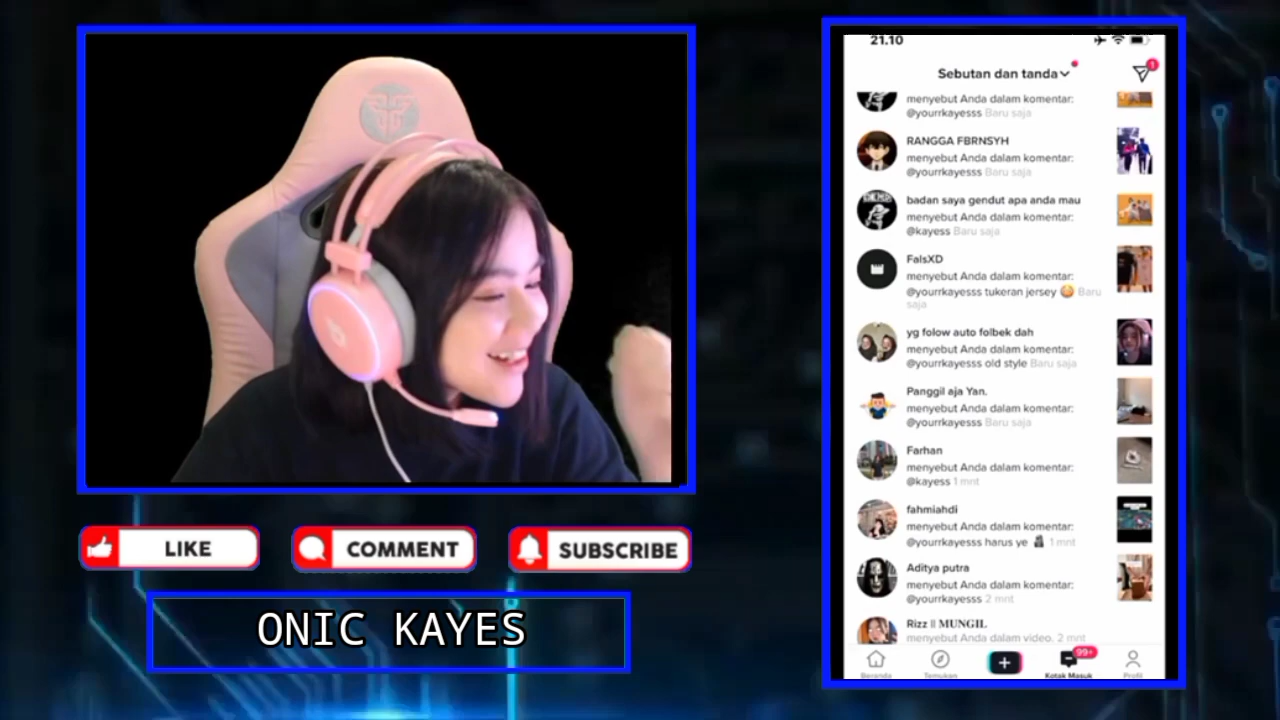 LIKE
COMMENT
SUBSCRIBE
ONIC KAYES
21.10
Sebutan dan tanda
1
menyebut Anda dalam komentar:
@yourrkayesss Baru saja
RANGGA FBRNSYH
menyebut Anda dalam komentar:
@yourrkayesss Baru saja
badan saya gendut apa anda mau
menyebut Anda dalam komentar:
@kayess Baru saja
FalsXD
menyebut Anda dalam komentar:
@yourrkayesss tukeran jersey 🥺 Baru
saja
yg folow auto folbek dah
menyebut Anda dalam komentar:
@yourrkayesss old style Baru saja
Panggil aja Yan.
menyebut Anda dalam komentar:
@yourrkayesss Baru saja
Farhan
menyebut Anda dalam komentar:
@kayess 1 mnt
fahmiahdi
menyebut Anda dalam komentar:
@yourrkayesss harus ye 🗿 1 mnt
Aditya putra
menyebut Anda dalam komentar:
@yourrkayesss 2 mnt
Rizz || 𝐌𝐔𝐍𝐆𝐈𝐋
menyebut Anda dalam video. 2 mnt
99+
Beranda
Temukan
Kotak Masuk
Profil